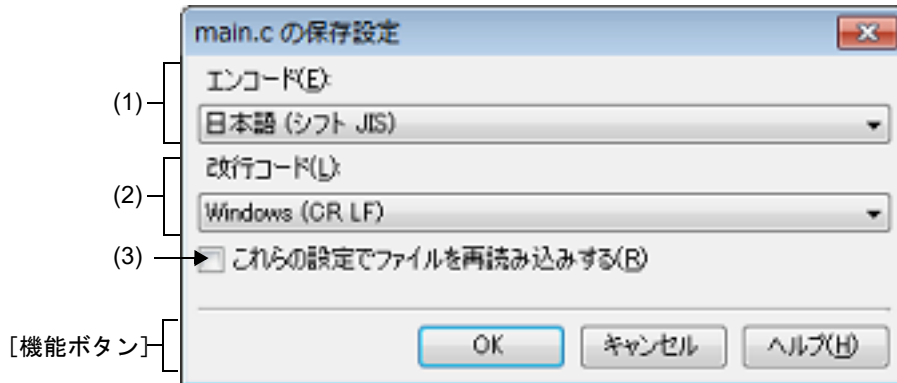 main.c の保存設定
(1)
エンコード(E):
日本語 (シフト JIS)
(2)
改行コード(L):
Windows (CR LF)
(3)
これらの設定でファイルを再読み込みする(R)
[機能ボタン]
OK
キャンセル
ヘルプ(H)